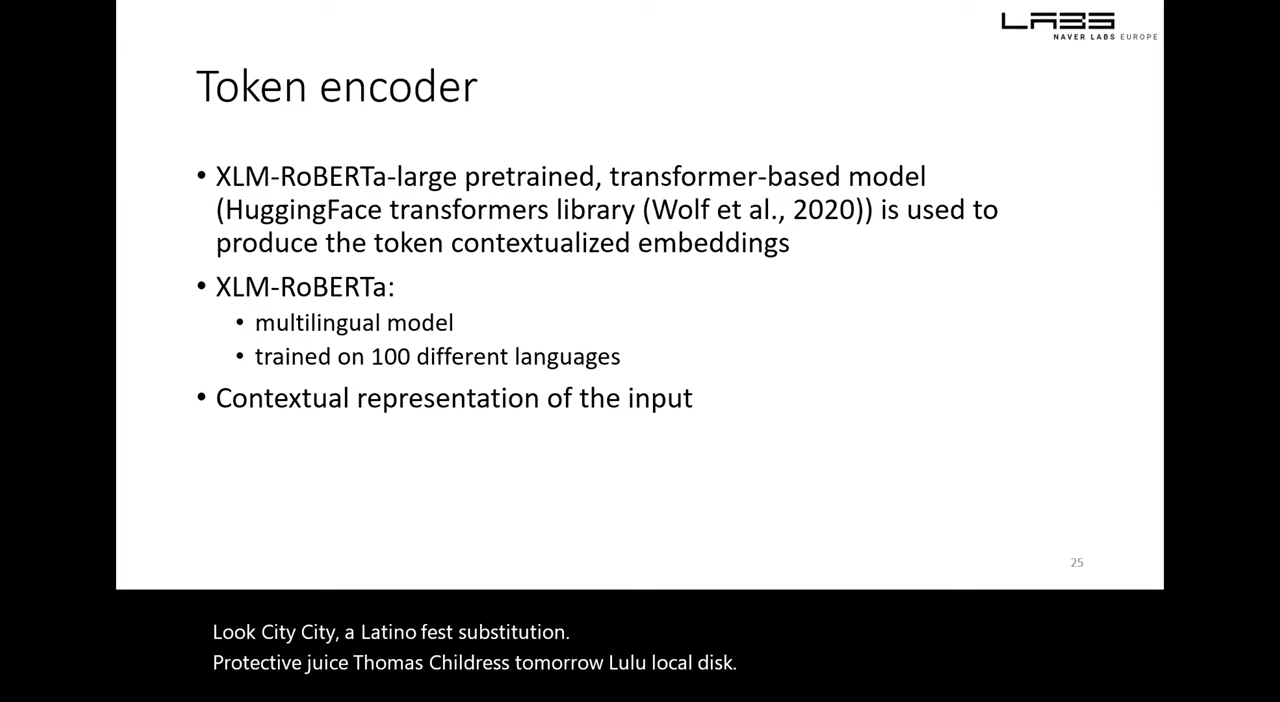 LABS
NAVER LABS EUROPE
Token encoder
• XLM-RoBERTa-large pretrained, transformer-based model
(HuggingFace transformers library (Wolf et al., 2020)) is used to
produce the token contextualized embeddings
• XLM-RoBERTa:
• multilingual model
• trained on 100 different languages
• Contextual representation of the input
25
Look City City, a Latino fest substitution.
Protective juice Thomas Childress tomorrow Lulu local disk.